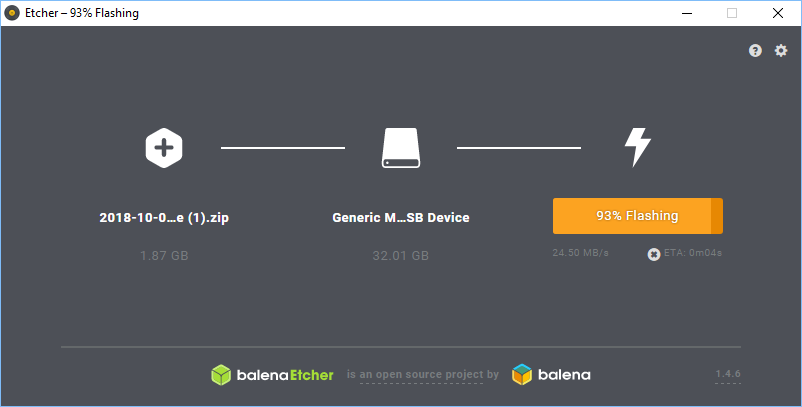 Etcher – 93% Flashing
2018-10-0...e (1).zip
Generic M...SB Device
93% Flashing
1.87 GB
32.01 GB
24.50 MB/s
ETA: 0m04s
balenaEtcher is an open source project by balena
1.4.6